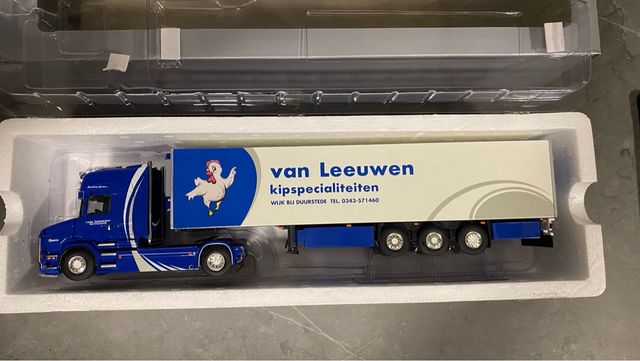 van Leeuwen
kipspecialiteiten
WIJK BIJ DUURSTEDE TEL. 0343-571460